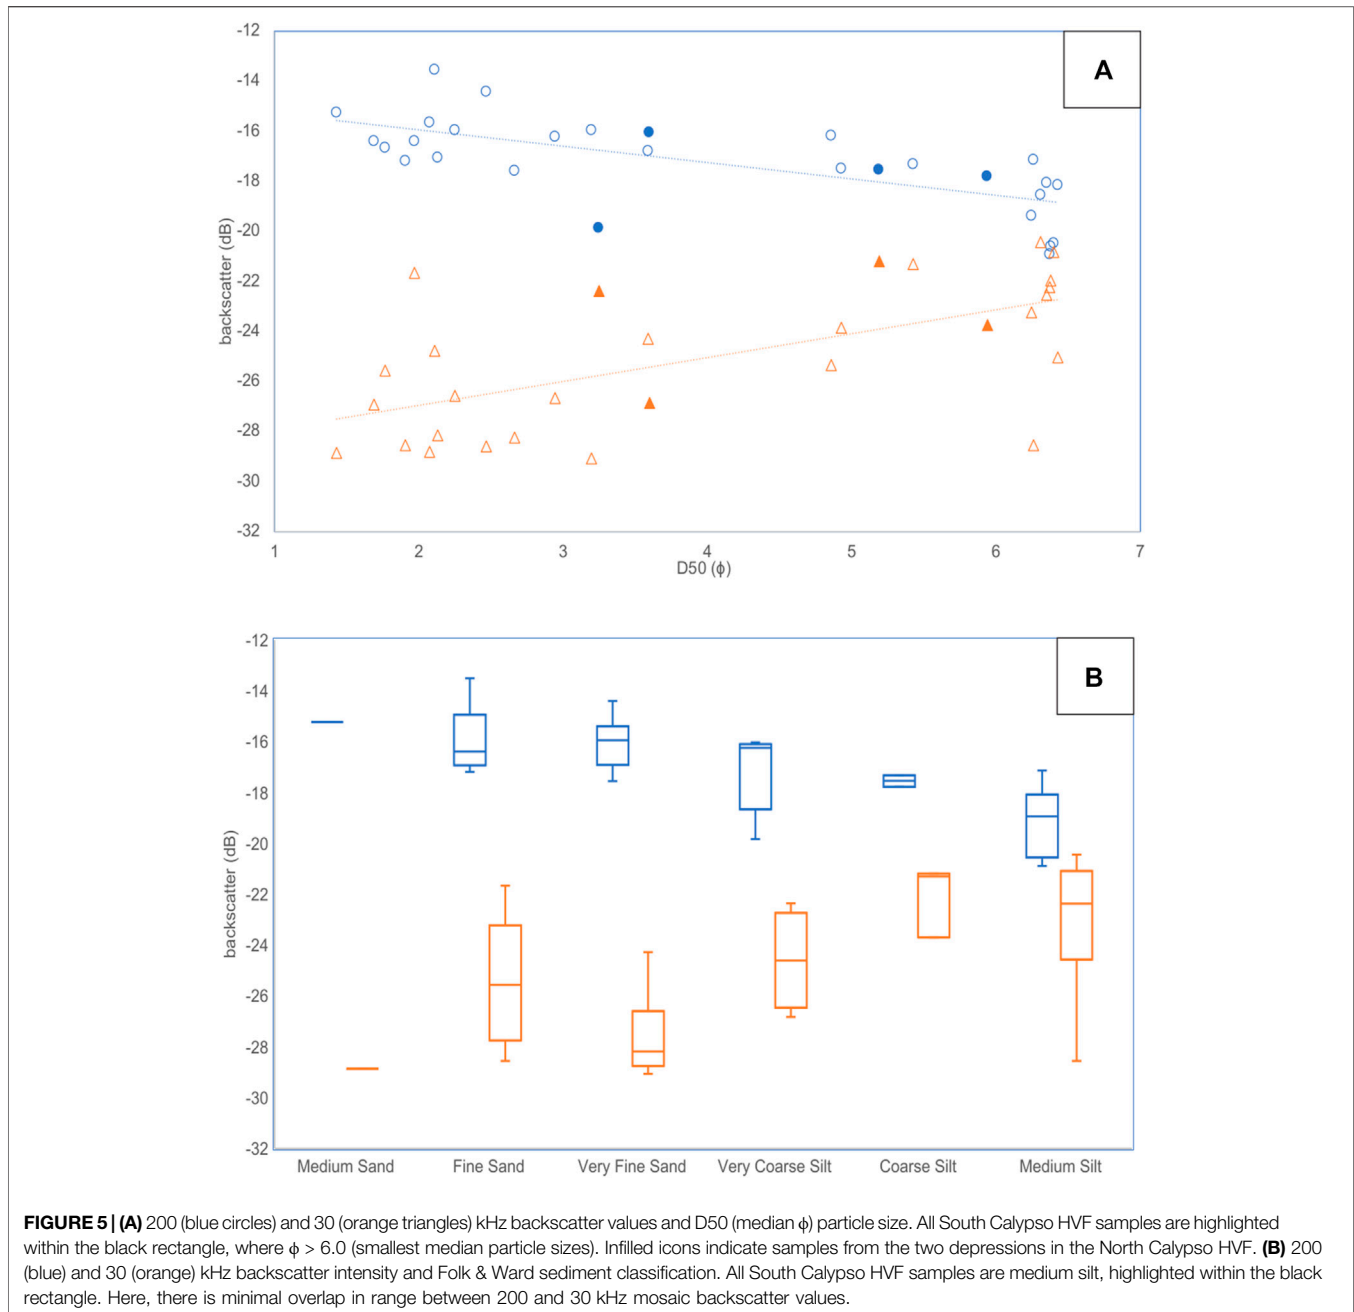 -12
-14
-16
-18
-20
-22
-24
-26
-28
-30
-32
backscatter (dB)
A
1 2 3 4 5 6 7
D50 (ϕ)
-12
-14
-16
-18
-20
-22
-24
-26
-28
-30
-32
backscatter (dB)
B
Medium Sand Fine Sand Very Fine Sand Very Coarse Silt Coarse Silt Medium Silt
FIGURE 5 | (A) 200 (blue circles) and 30 (orange triangles) kHz backscatter values and D50 (median ϕ) particle size. All South Calypso HVF samples are highlighted
within the black rectangle, where ϕ > 6.0 (smallest median particle sizes). Infilled icons indicate samples from the two depressions in the North Calypso HVF. (B) 200
(blue) and 30 (orange) kHz backscatter intensity and Folk & Ward sediment classification. All South Calypso HVF samples are medium silt, highlighted within the black
rectangle. Here, there is minimal overlap in range between 200 and 30 kHz mosaic backscatter values.